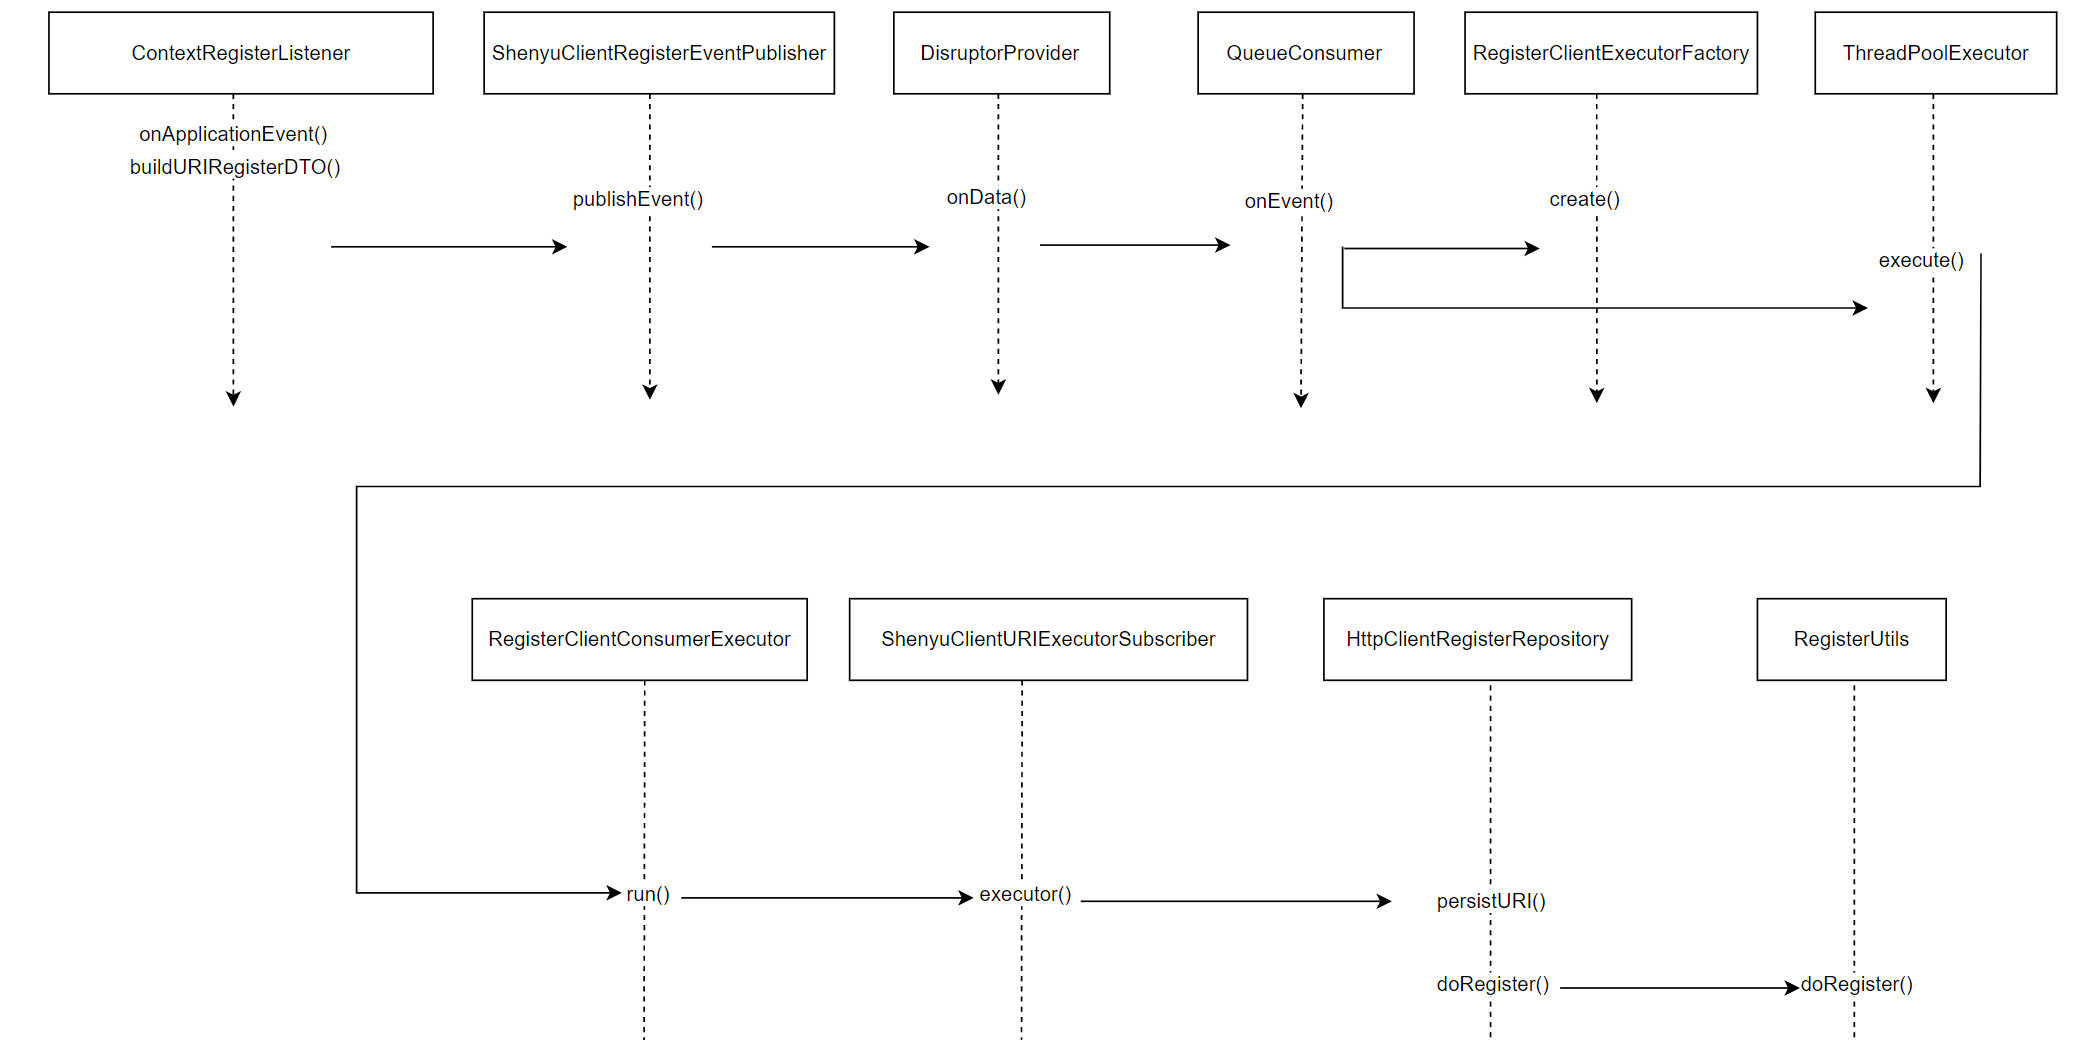 ContextRegisterListener
ShenyuClientRegisterEventPublisher
DisruptorProvider
QueueConsumer
RegisterClientExecutorFactory
ThreadPoolExecutor
onApplicationEvent()
buildURIRegisterDTO()
publishEvent()
onData()
onEvent()
create()
execute()
RegisterClientConsumerExecutor
ShenyuClientURIExecutorSubscriber
HttpClientRegisterRepository
RegisterUtils
run()
executor()
persistURI()
doRegister()
doRegister()